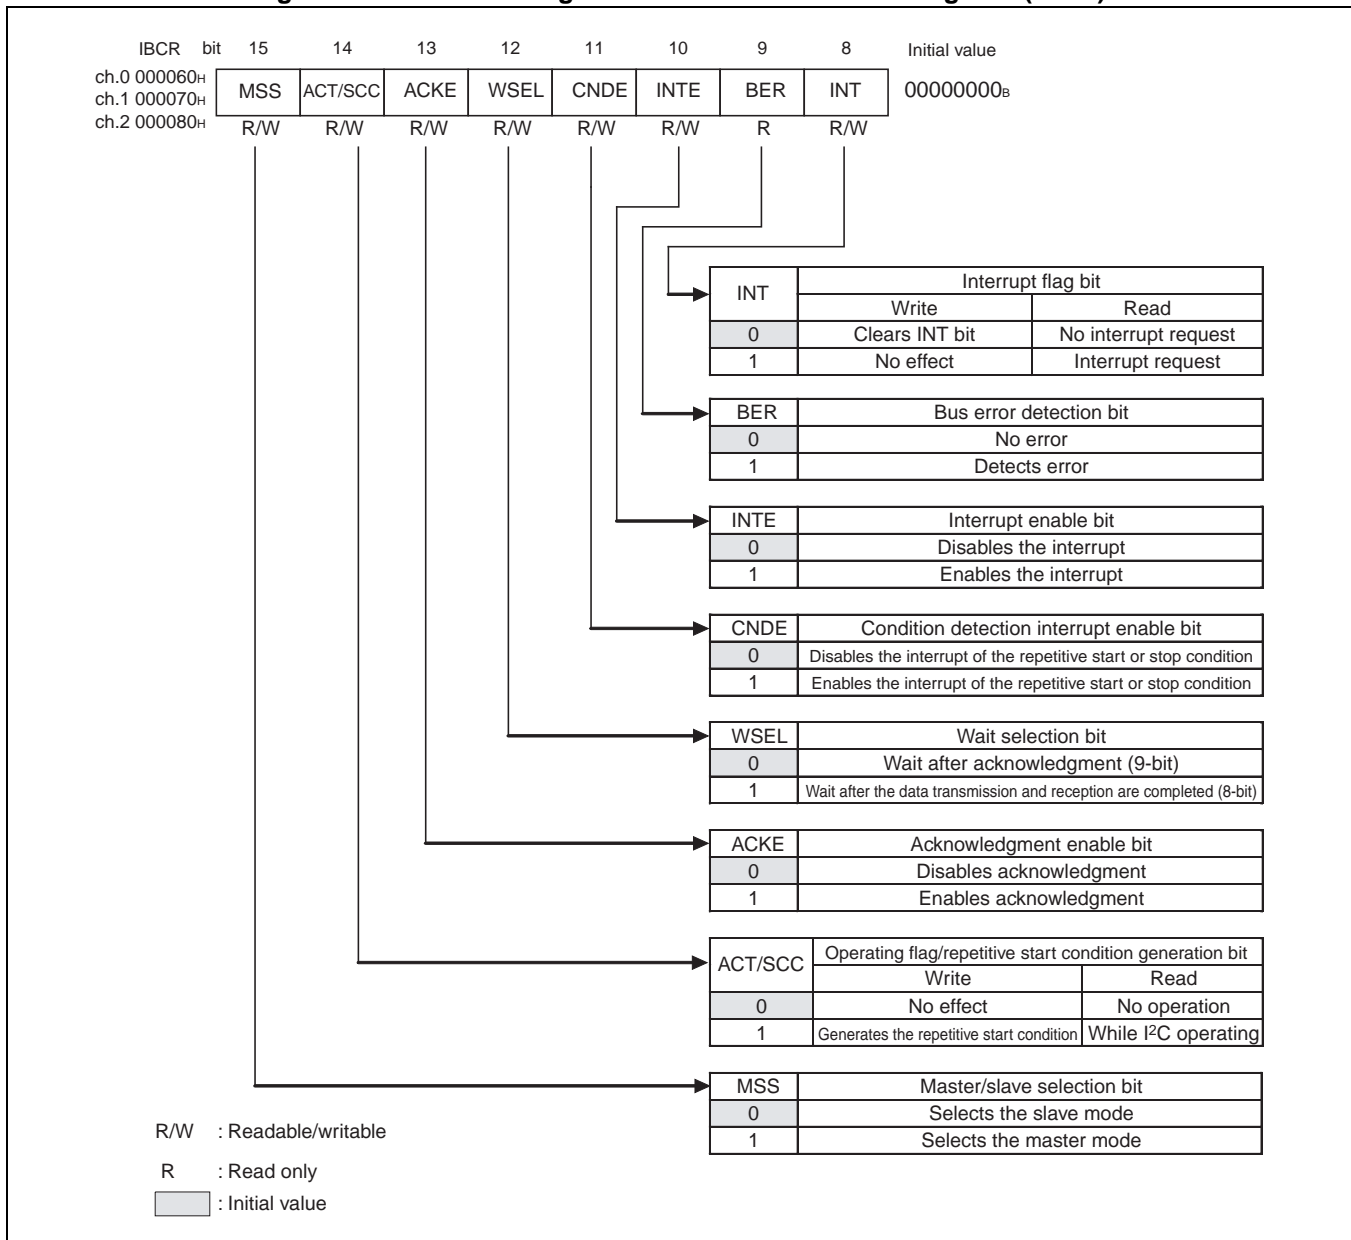 IBCR bit 15 14 13 12 11 10 9 8 Initial value
ch.0 000060H
ch.1 000070H
ch.2 000080H
MSS ACT/SCC ACKE WSEL CNDE INTE BER INT 00000000B
R/W R/W R/W R/W R/W R/W R R/W
INT Interrupt flag bit
Write Read
0 Clears INT bit No interrupt request
1 No effect Interrupt request
BER Bus error detection bit
0 No error
1 Detects error
INTE Interrupt enable bit
0 Disables the interrupt
1 Enables the interrupt
CNDE Condition detection interrupt enable bit
0 Disables the interrupt of the repetitive start or stop condition
1 Enables the interrupt of the repetitive start or stop condition
WSEL Wait selection bit
0 Wait after acknowledgment (9-bit)
1 Wait after the data transmission and reception are completed (8-bit)
ACKE Acknowledgment enable bit
0 Disables acknowledgment
1 Enables acknowledgment
ACT/SCC Operating flag/repetitive start condition generation bit
Write Read
0 No effect No operation
1 Generates the repetitive start condition While I2C operating
MSS Master/slave selection bit
0 Selects the slave mode
1 Selects the master mode
R/W : Readable/writable
R : Read only
: Initial value